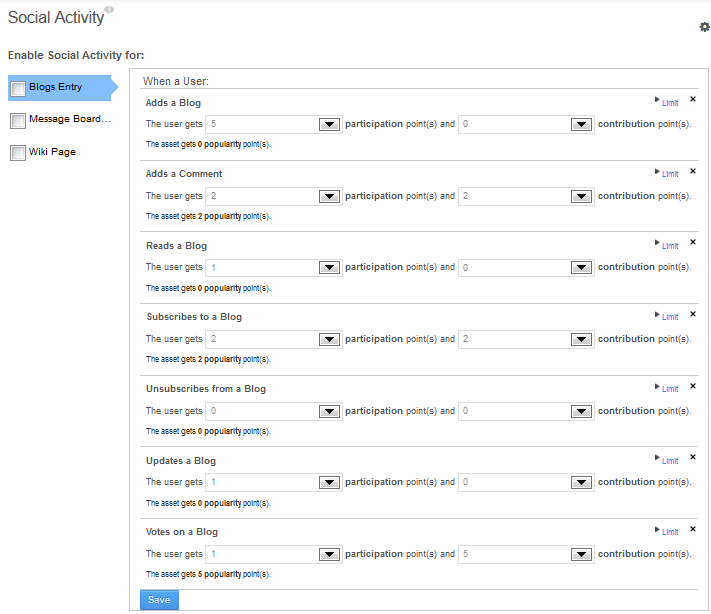 Social Activity
Enable Social Activity for:
Blogs Entry
Message Board...
Wiki Page
When a User:
Adds a Blog Limit
The user gets 5 participation point(s) and 0 contribution point(s).
The asset gets 0 popularity point(s).
Adds a Comment Limit
The user gets 2 participation point(s) and 2 contribution point(s).
The asset gets 2 popularity point(s).
Reads a Blog Limit
The user gets 1 participation point(s) and 0 contribution point(s).
The asset gets 0 popularity point(s).
Subscribes to a Blog Limit
The user gets 2 participation point(s) and 2 contribution point(s).
The asset gets 2 popularity point(s).
Unsubscribes from a Blog Limit
The user gets 0 participation point(s) and 0 contribution point(s).
The asset gets 0 popularity point(s).
Updates a Blog Limit
The user gets 1 participation point(s) and 0 contribution point(s).
The asset gets 0 popularity point(s).
Votes on a Blog Limit
The user gets 1 participation point(s) and 5 contribution point(s).
The asset gets 5 popularity point(s).
Save